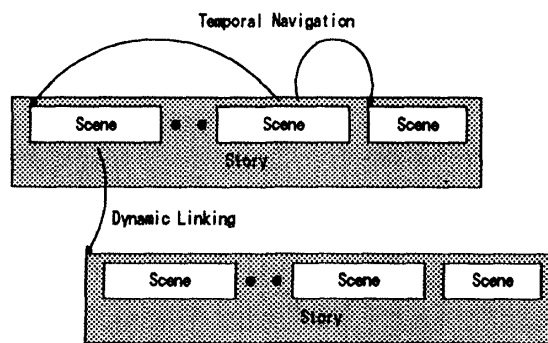 Temporal Navigation
Scene Scene Scene
Story
Dynamic Linking
Scene Scene Scene
Story